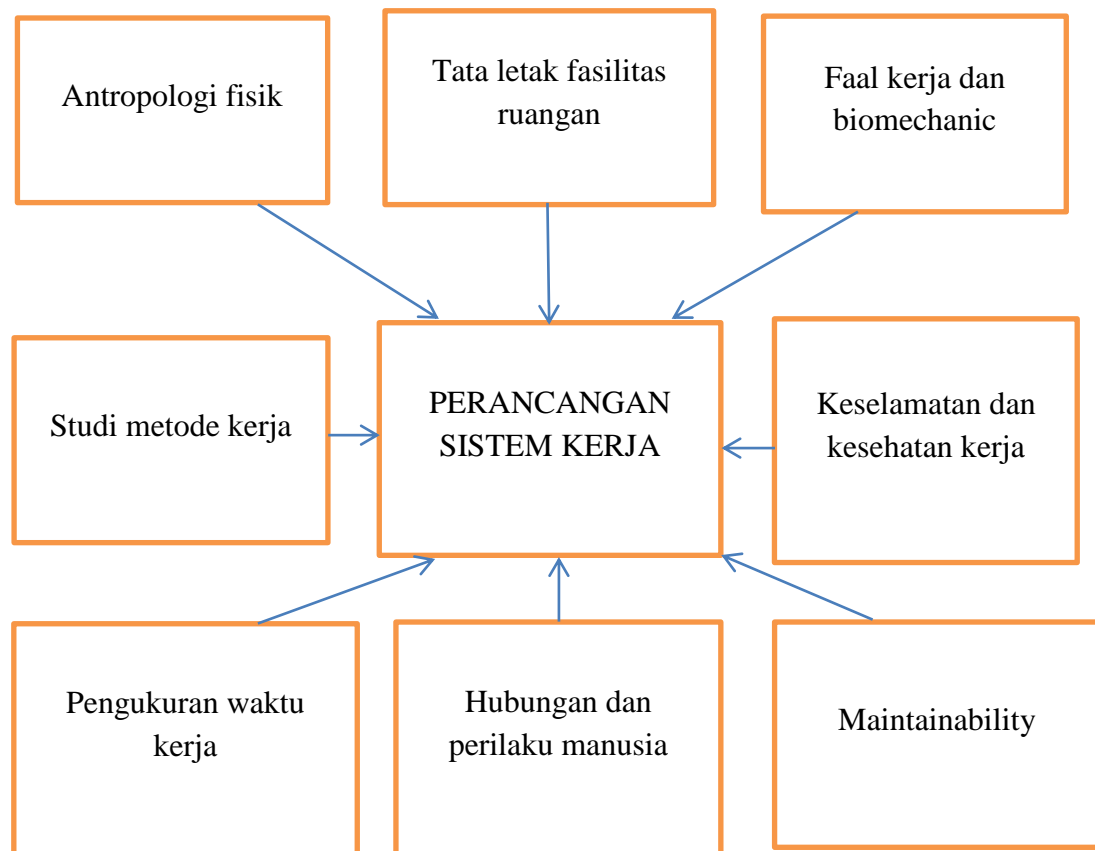 Antropologi fisik
Tata letak fasilitas
ruangan
Faal kerja dan
biomechanic
Studi metode kerja
PERANCANGAN
SISTEM KERJA
Keselamatan dan
kesehatan kerja
Pengukuran waktu
kerja
Hubungan dan
perilaku manusia
Maintainability